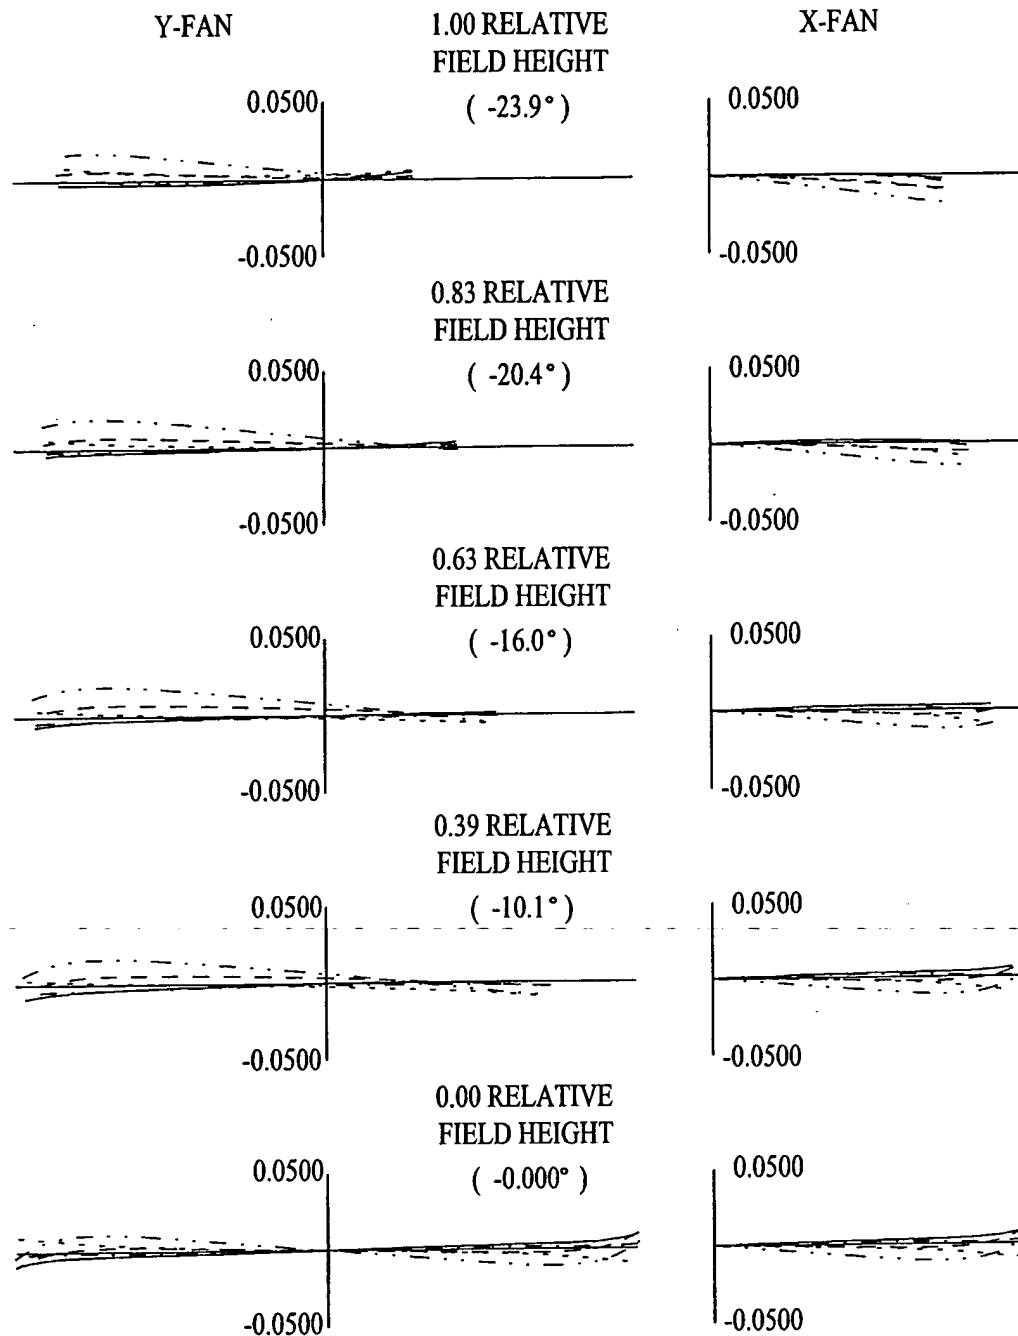 Y-FAN
1.00 RELATIVE
FIELD HEIGHT
( -23.9° )
X-FAN
0.0500
-0.0500
0.0500
-0.0500
0.83 RELATIVE
FIELD HEIGHT
( -20.4° )
0.0500
-0.0500
0.0500
-0.0500
0.63 RELATIVE
FIELD HEIGHT
( -16.0° )
0.0500
-0.0500
0.0500
-0.0500
0.39 RELATIVE
FIELD HEIGHT
( -10.1° )
0.0500
-0.0500
0.0500
-0.0500
0.00 RELATIVE
FIELD HEIGHT
( -0.000° )
0.0500
-0.0500
0.0500
-0.0500